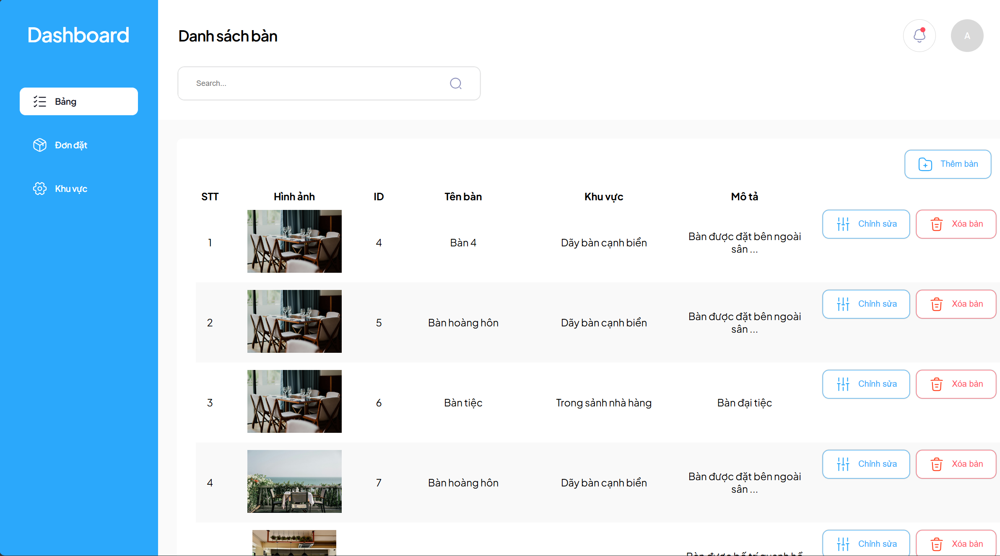 Dashboard
Danh sách bàn
A
Search...
Bảng
Đơn đặt
Khu vực
Thêm bàn
STT Hình ảnh ID Tên bàn Khu vực Mô tả
1 4 Bàn 4 Dãy bàn cạnh biển Bàn được đặt bên ngoài
sân ...
Chỉnh sửa Xóa bàn
2 5 Bàn hoàng hôn Dãy bàn cạnh biển Bàn được đặt bên ngoài
sân ...
Chỉnh sửa Xóa bàn
3 6 Bàn tiệc Trong sảnh nhà hàng Bàn đại tiệc
Chỉnh sửa Xóa bàn
4 7 Bàn hoàng hôn Dãy bàn cạnh biển Bàn được đặt bên ngoài
sân ...
Chỉnh sửa Xóa bàn
Chỉnh sửa Xóa bàn